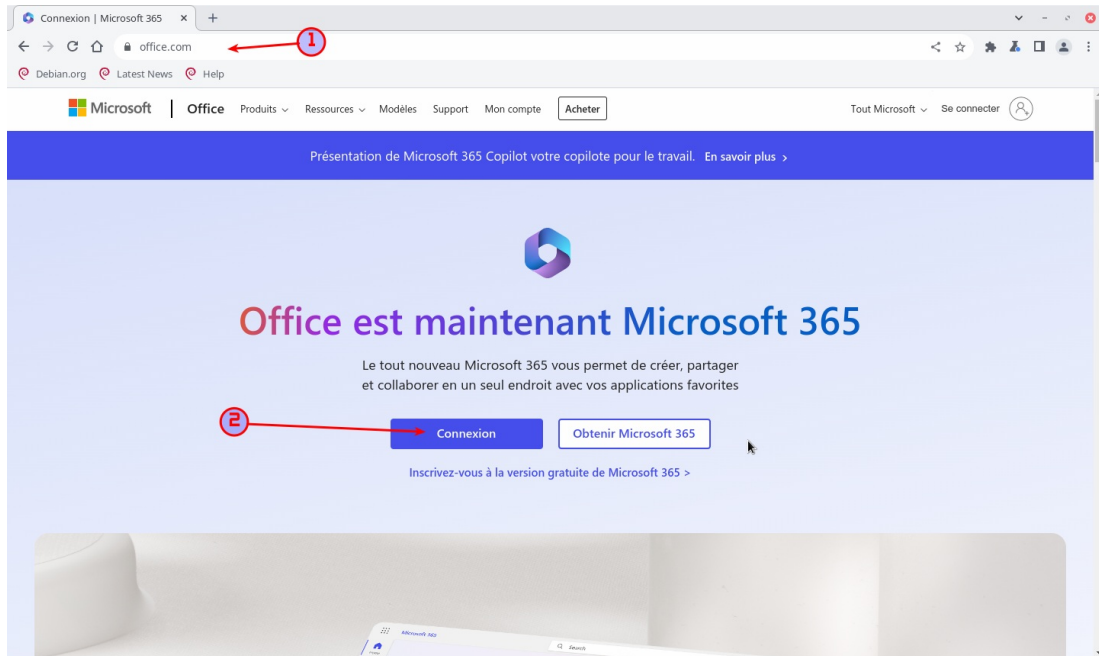 Connexion | Microsoft 365
office.com
1
Debian.org Latest News Help
Microsoft Office Produits Ressources Modèles Support Mon compte Acheter Tout Microsoft Se connecter
Présentation de Microsoft 365 Copilot votre copilote pour le travail. En savoir plus >
Office est maintenant Microsoft 365
Le tout nouveau Microsoft 365 vous permet de créer, partager
et collaborer en un seul endroit avec vos applications favorites
2
Connexion Obtenir Microsoft 365
Inscrivez-vous à la version gratuite de Microsoft 365 >
Microsoft 365
Search